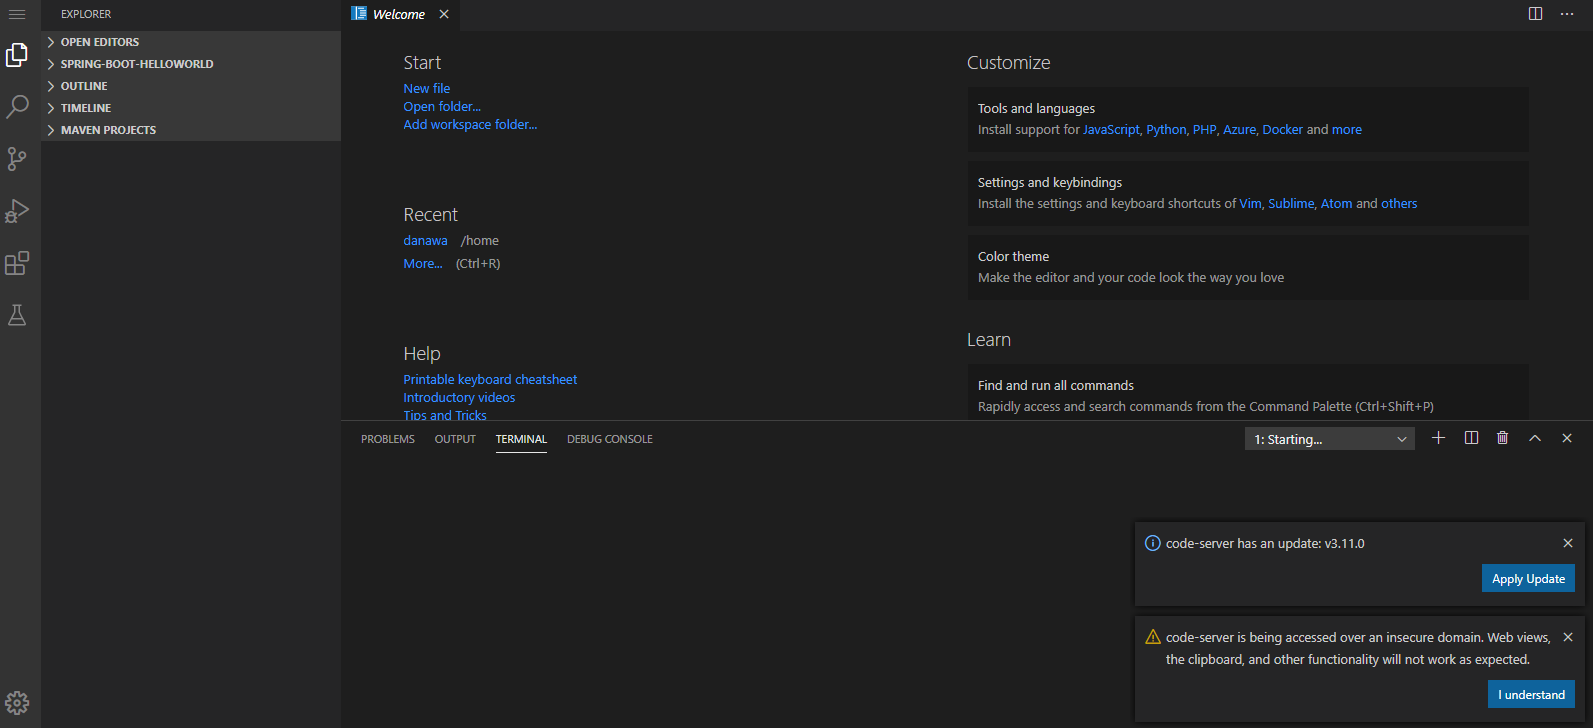 EXPLORER
OPEN EDITORS
SPRING-BOOT-HELLOWORLD
OUTLINE
TIMELINE
MAVEN PROJECTS
Welcome
Start
New file
Open folder...
Add workspace folder...
Recent
danawa /home
More... (Ctrl+R)
Help
Printable keyboard cheatsheet
Introductory videos
Tips and Tricks
Customize
Tools and languages
Install support for JavaScript, Python, PHP, Azure, Docker and more
Settings and keybindings
Install the settings and keyboard shortcuts of Vim, Sublime, Atom and others
Color theme
Make the editor and your code look the way you love
Learn
Find and run all commands
Rapidly access and search commands from the Command Palette (Ctrl+Shift+P)
PROBLEMS OUTPUT TERMINAL DEBUG CONSOLE
1: Starting...
code-server has an update: v3.11.0
Apply Update
code-server is being accessed over an insecure domain. Web views,
the clipboard, and other functionality will not work as expected.
I understand